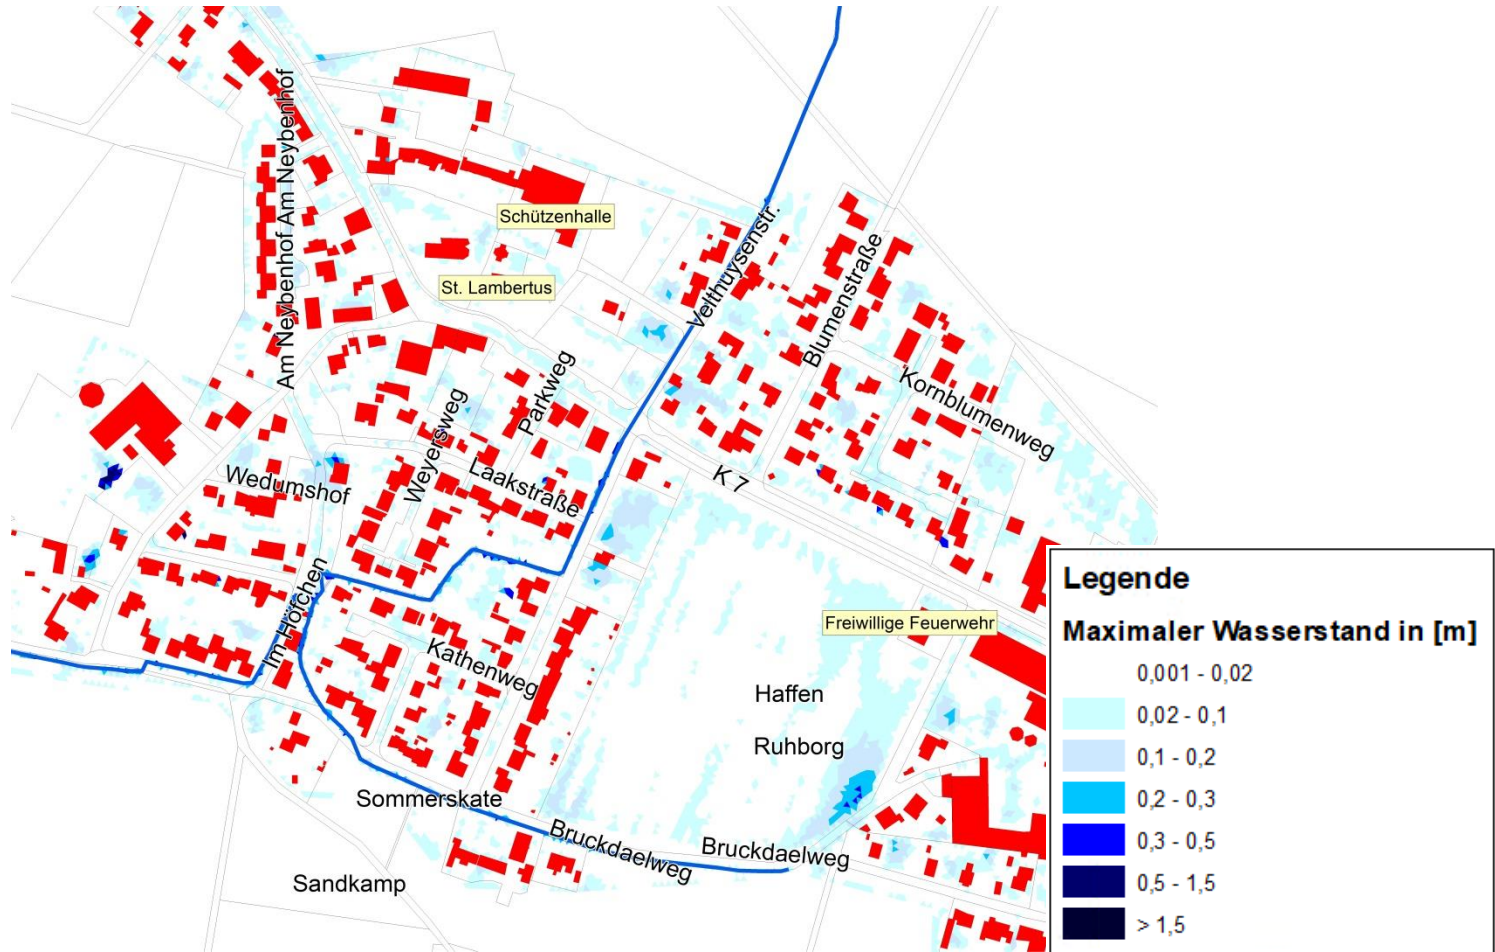 Am Neybenhof
Am Neybenhof
Schützenhalle
St. Lambertus
Velthuysenstr.
Blumenstraße
Kornblumenweg
Parkweg
Weyersweg
Laakstraße
Wedumshof
K 7
Im Höfchen
Kathenweg
Freiwillige Feuerwehr
Haffen
Ruhborg
Sommerskate
Bruckdaelweg
Bruckdaelweg
Sandkamp
Legende
Maximaler Wasserstand in [m]
0,001 - 0,02
0,02 - 0,1
0,1 - 0,2
0,2 - 0,3
0,3 - 0,5
0,5 - 1,5
> 1,5